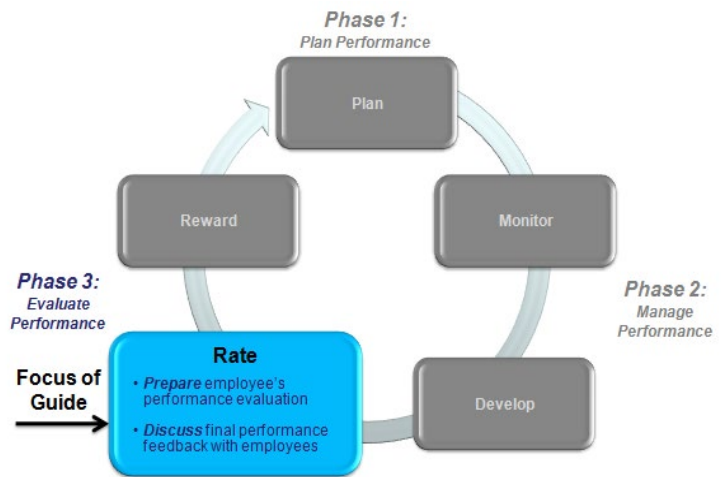 Phase 1:
Plan Performance
Plan
Reward
Monitor
Phase 3:
Evaluate
Performance
Phase 2:
Manage
Performance
Rate
• Prepare employee's
performance evaluation
• Discuss final performance
feedback with employees
Focus of
Guide
Develop